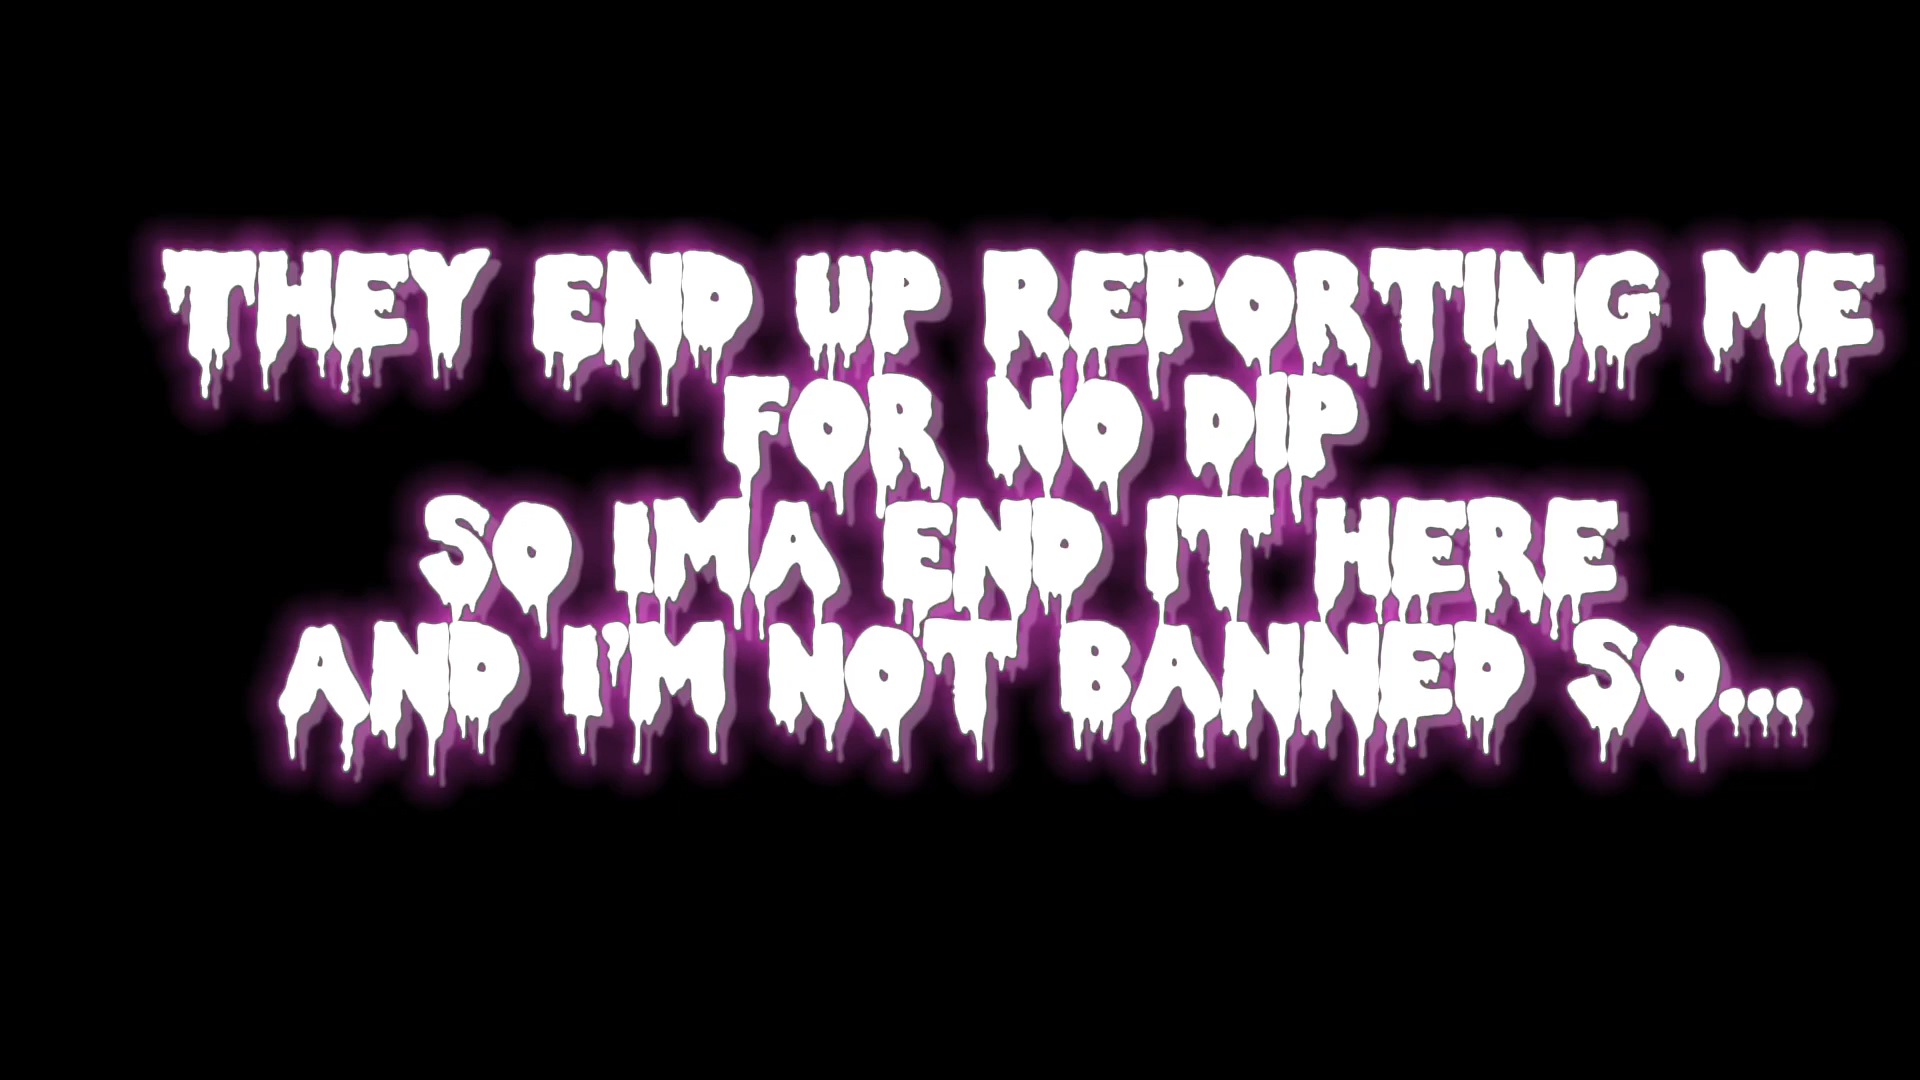 THEY END UP REPORTING ME
FOR NO DIP
SO IMA END IT HERE
AND I'M NOT BANNED SO...